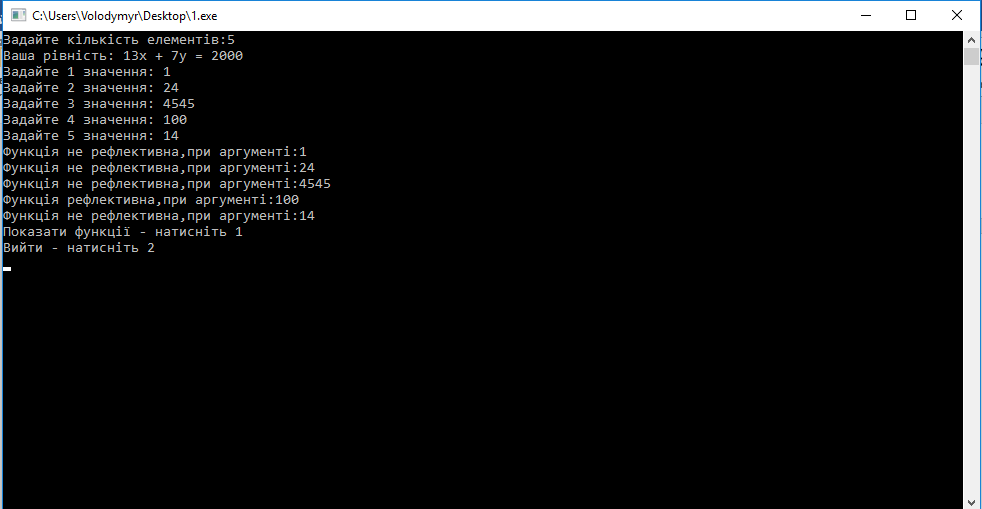 C:\Users\Volodymyr\Desktop\1.exe
Задайте кількість елементів:5
Ваша рівність: 13x + 7y = 2000
Задайте 1 значення: 1
Задайте 2 значення: 24
Задайте 3 значення: 4545
Задайте 4 значення: 100
Задайте 5 значення: 14
Функція не рефлективна,при аргументі:1
Функція не рефлективна,при аргументі:24
Функція не рефлективна,при аргументі:4545
Функція рефлективна,при аргументі:100
Функція не рефлективна,при аргументі:14
Показати функції - натисніть 1
Вийти - натисніть 2